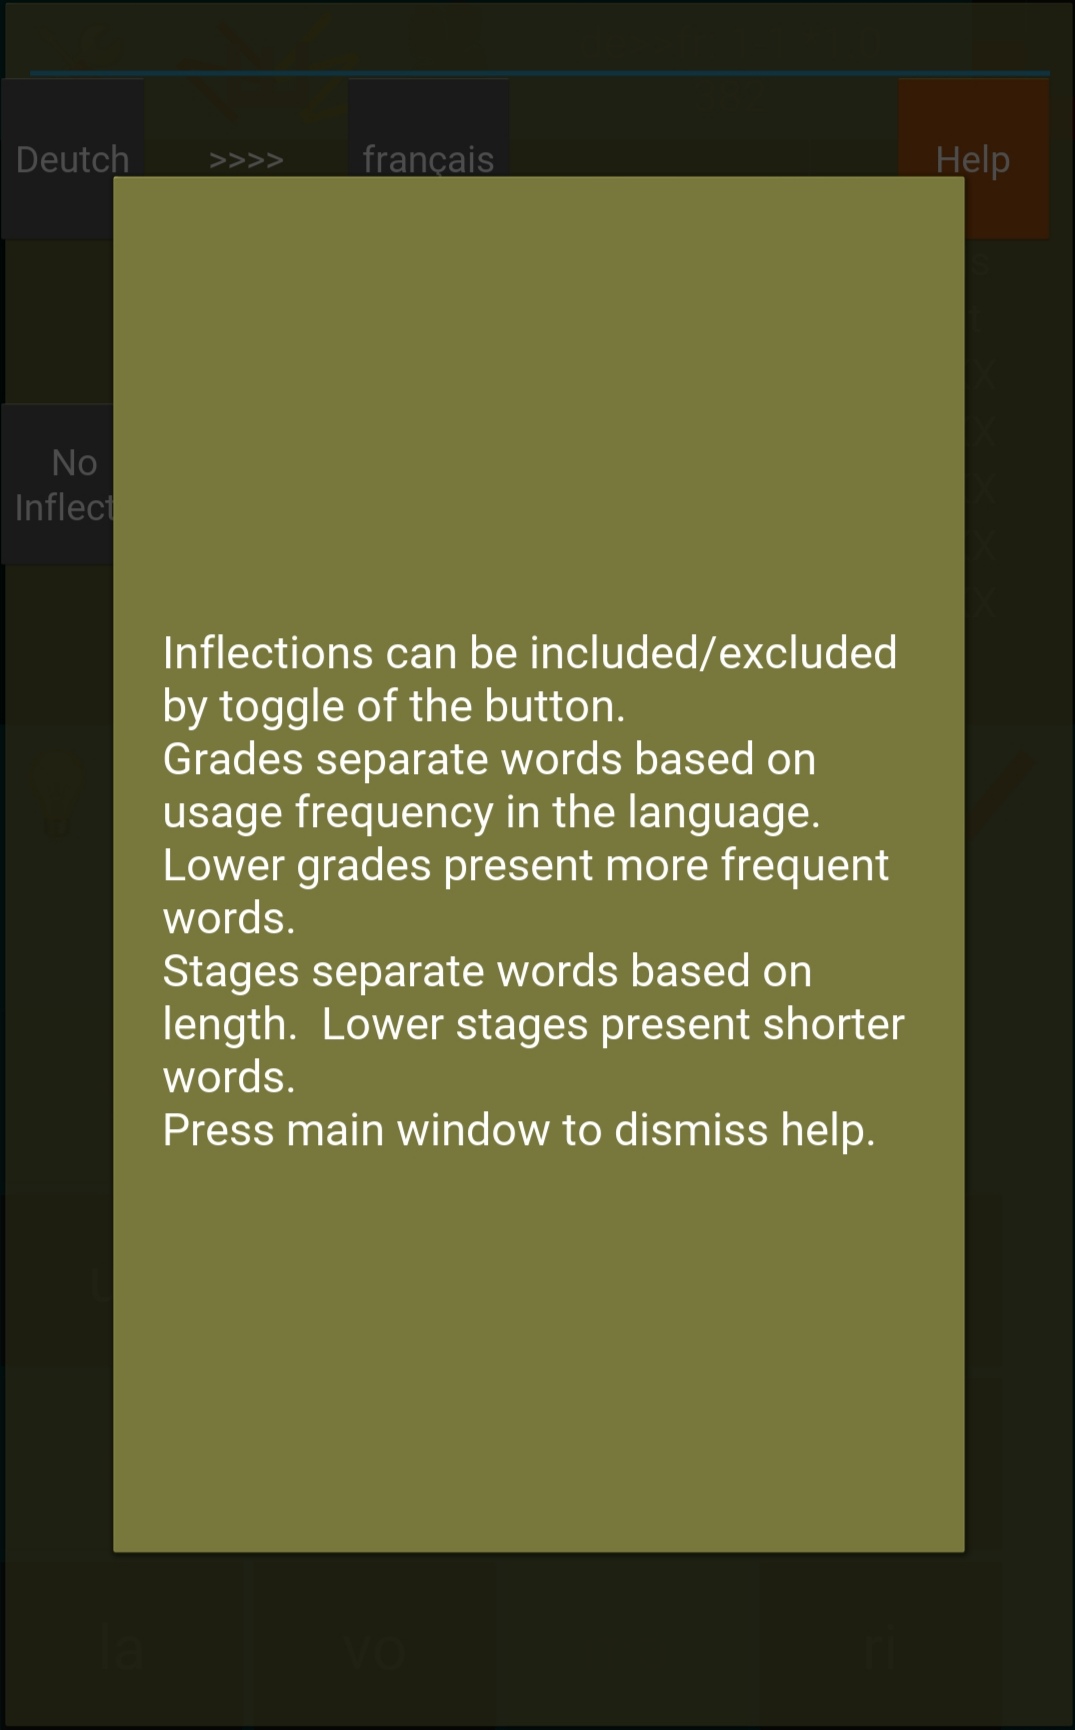 Deutch >>>> français Help
No
Inflect
Inflections can be included/excluded
by toggle of the button.
Grades separate words based on
usage frequency in the language.
Lower grades present more frequent
words.
Stages separate words based on
length.  Lower stages present shorter
words.
Press main window to dismiss help.
la vo ri